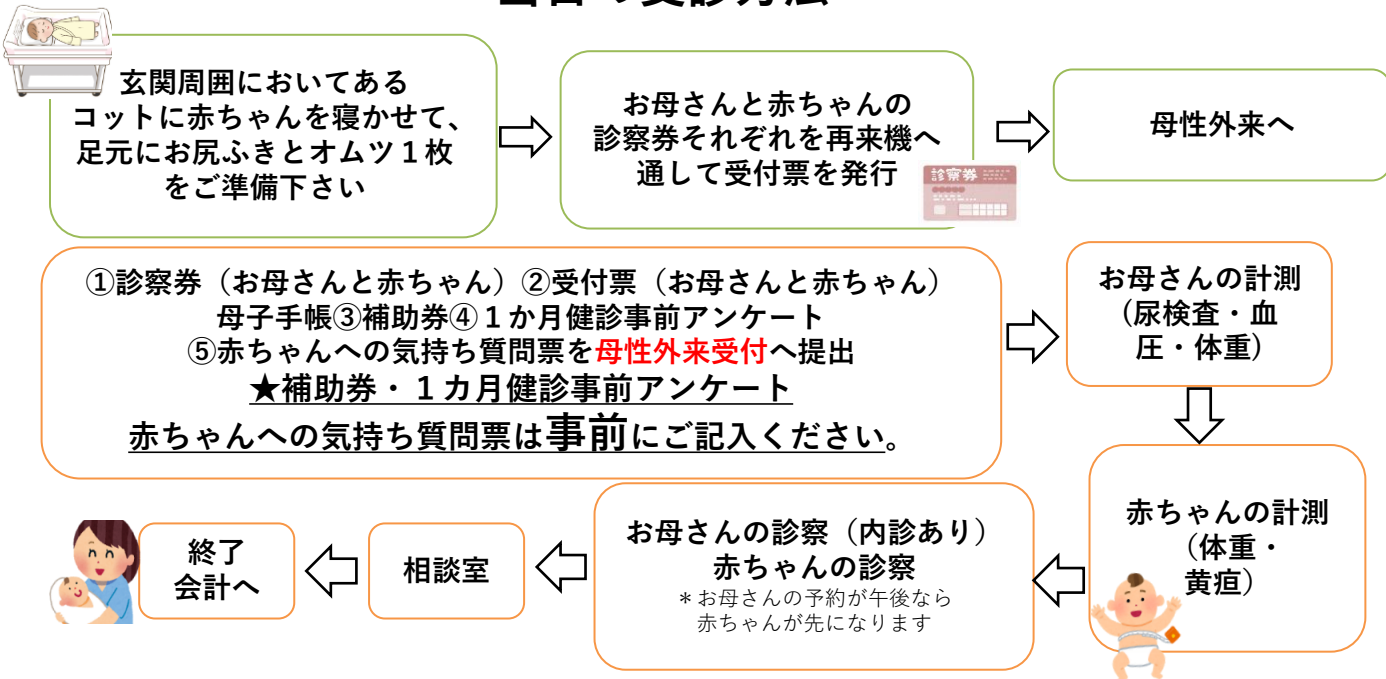 玄関周囲においてある
コットに赤ちゃんを寝かせて、
足元にお尻ふきとオムツ１枚
をご準備下さい
お母さんと赤ちゃんの
診察券それぞれを再来機へ
通して受付票を発行
診察券
母性外来へ
①診察券（お母さんと赤ちゃん）②受付票（お母さんと赤ちゃん）
母子手帳③補助券④１か月健診事前アンケート
⑤赤ちゃんへの気持ち質問票を母性外来受付へ提出
★補助券・１カ月健診事前アンケート
赤ちゃんへの気持ち質問票は事前にご記入ください。
お母さんの計測
（尿検査・血
圧・体重）
赤ちゃんの計測
（体重・
黄疸）
お母さんの診察（内診あり）
赤ちゃんの診察
＊お母さんの予約が午後なら
赤ちゃんが先になります
相談室
終了
会計へ